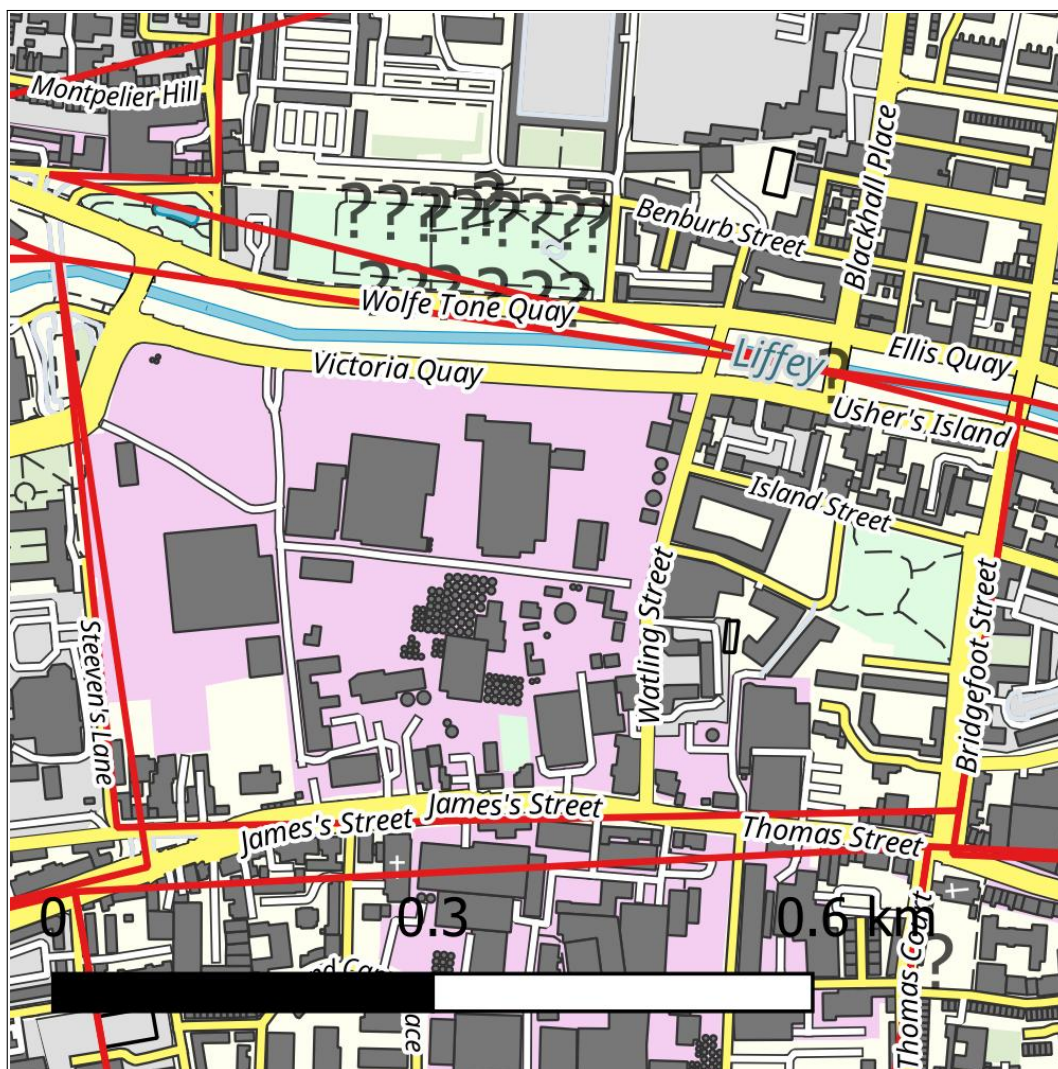 Montpelier Hill
Blackhall Place
? ? ? ? ? ? ? ? ?
Benburb Street
? ? ? ? ? ?
Wolfe Tone Quay
Liffey
?
Ellis Quay
Victoria Quay
Usher's Island
Island Street
Watling Street
Bridgefoot Street
Steeven's Lane
James's Street
James's Street
Thomas Street
0
0.3
0.6 km
Thomas Court
?